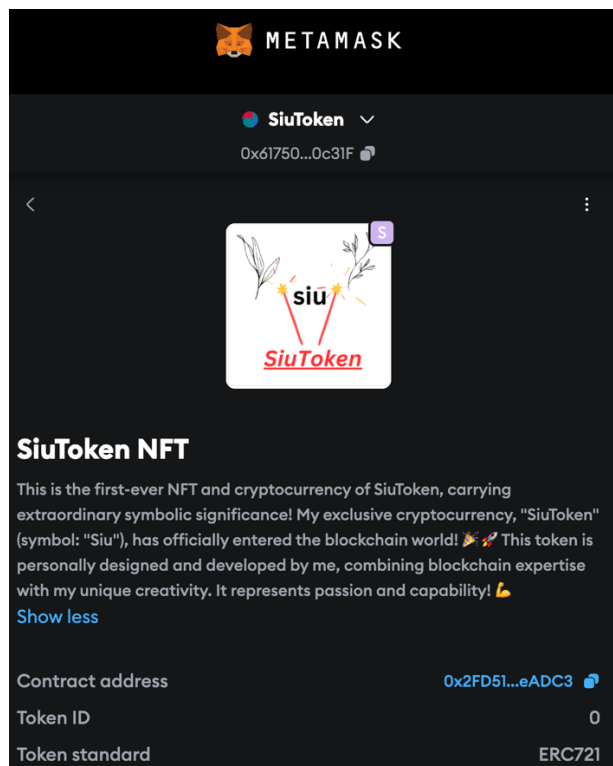 METAMASK
SiuToken
0x61750...0c31F
S
siu
SiuToken
SiuToken NFT
This is the first-ever NFT and cryptocurrency of SiuToken, carrying
extraordinary symbolic significance! My exclusive cryptocurrency, "SiuToken"
(symbol: "Siu"), has officially entered the blockchain world! 🎉🚀 This token is
personally designed and developed by me, combining blockchain expertise
with my unique creativity. It represents passion and capability! 💪
Show less
Contract address 0x2FD51...eADC3
Token ID 0
Token standard ERC721